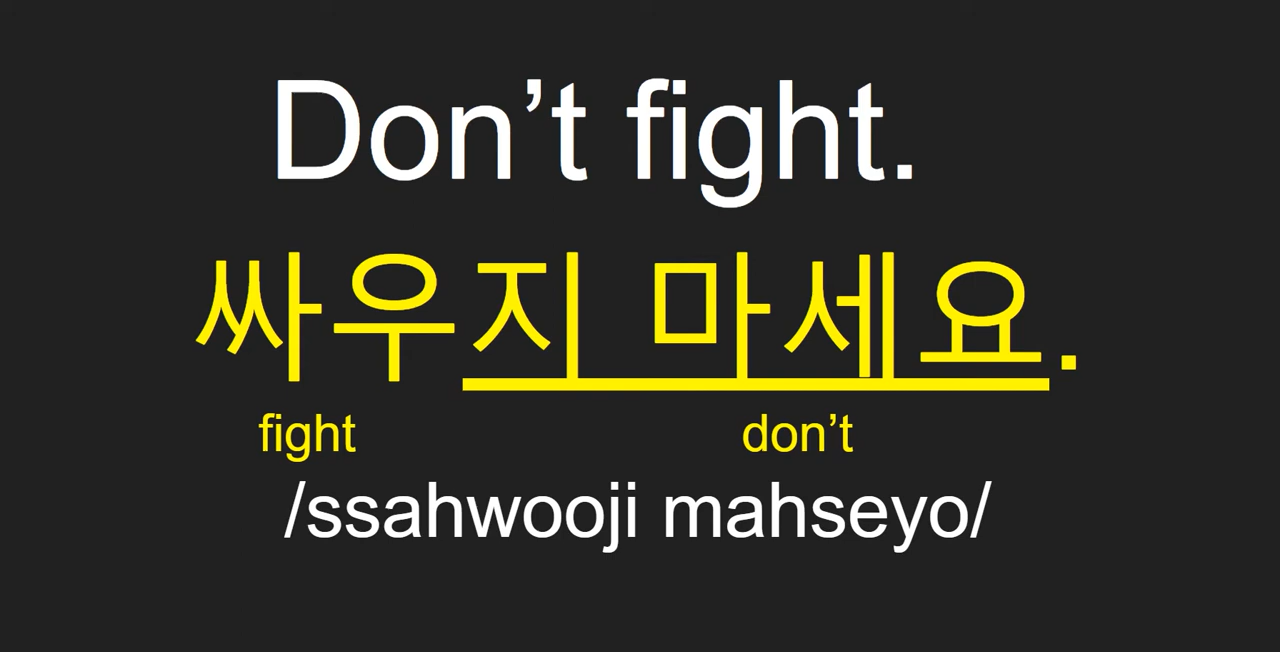 Don’t fight.
싸우지 마세요.
fight don’t
/ssahwooji mahseyo/